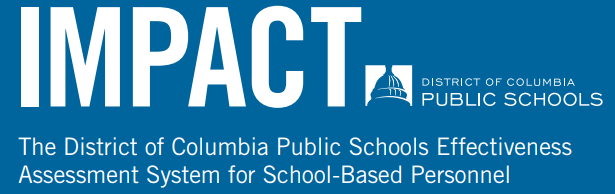 IMPACT
DISTRICT OF COLUMBIA
PUBLIC SCHOOLS
The District of Columbia Public Schools Effectiveness
Assessment System for School-Based Personnel